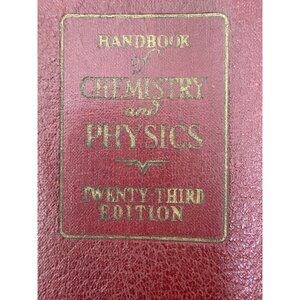 HANDBOOK
of
CHEMISTRY
and
PHYSICS
TWENTY-THIRD
EDITION